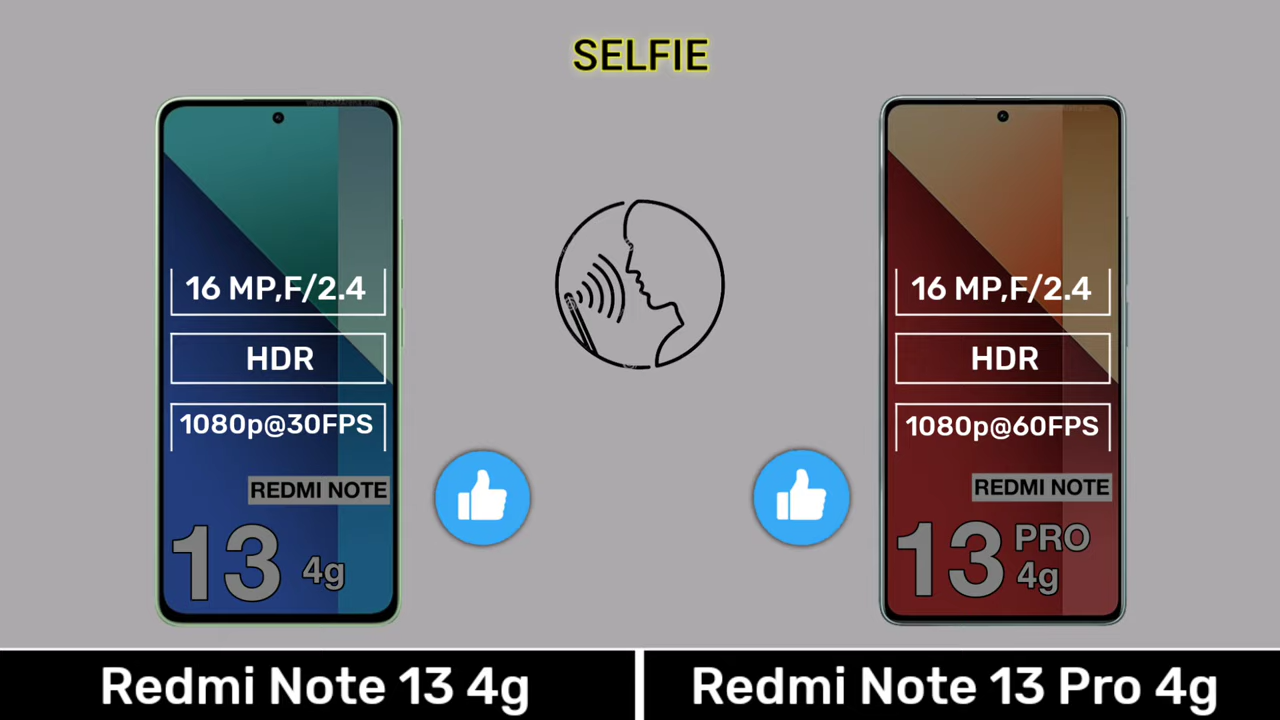 SELFIE
16 MP,F/2.4
HDR
1080p@30FPS
REDMI NOTE
13 4g
16 MP,F/2.4
HDR
1080p@60FPS
REDMI NOTE
13 PRO 4g
Redmi Note 13 4g
Redmi Note 13 Pro 4g